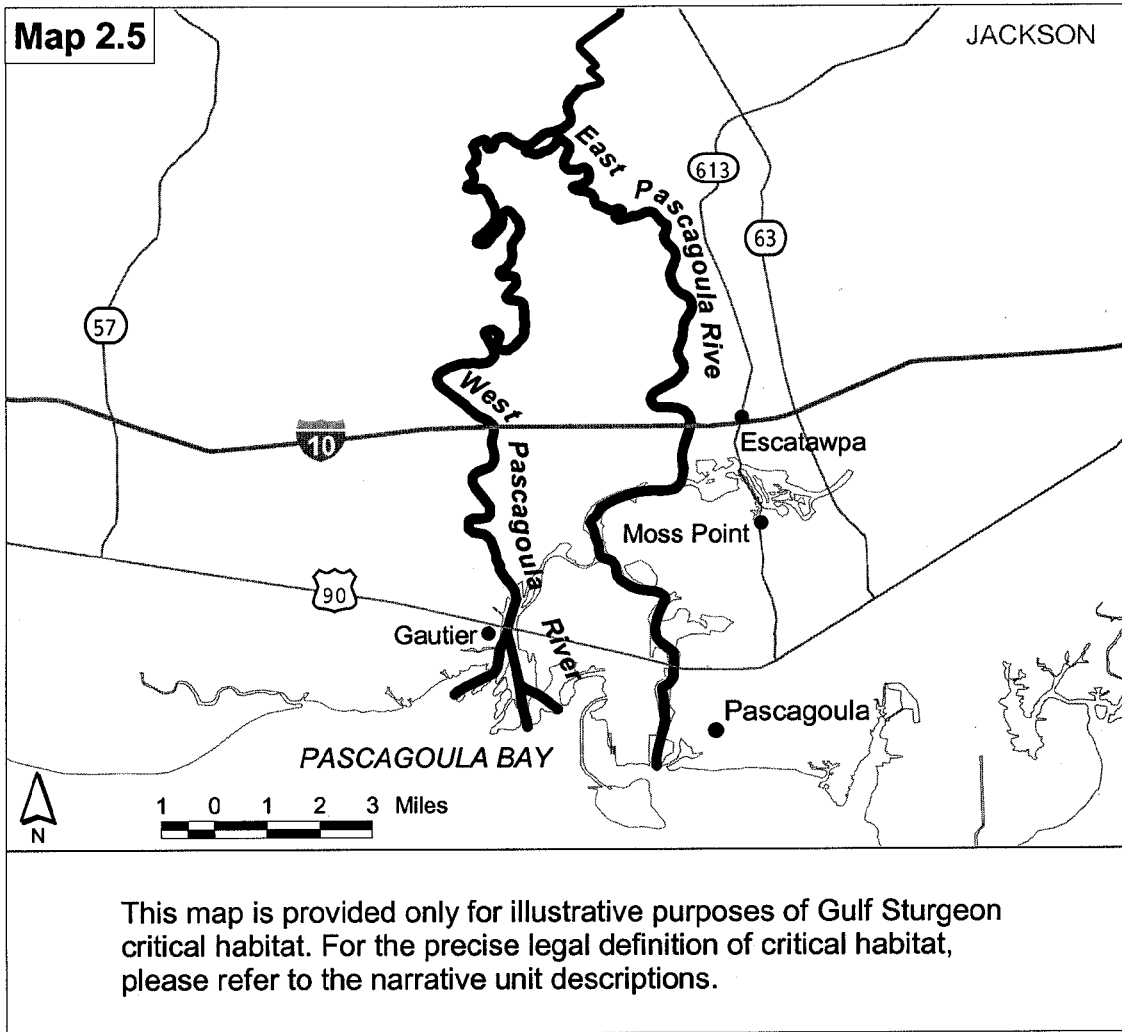 Map 2.5
JACKSON
East Pascagoula Rive
613
63
57
West Pascagoula River
10
Escatawpa
Moss Point
90
Gautier
Pascagoula
PASCAGOULA BAY
1 0 1 2 3 Miles
N
This map is provided only for illustrative purposes of Gulf Sturgeon
critical habitat. For the precise legal definition of critical habitat,
please refer to the narrative unit descriptions.